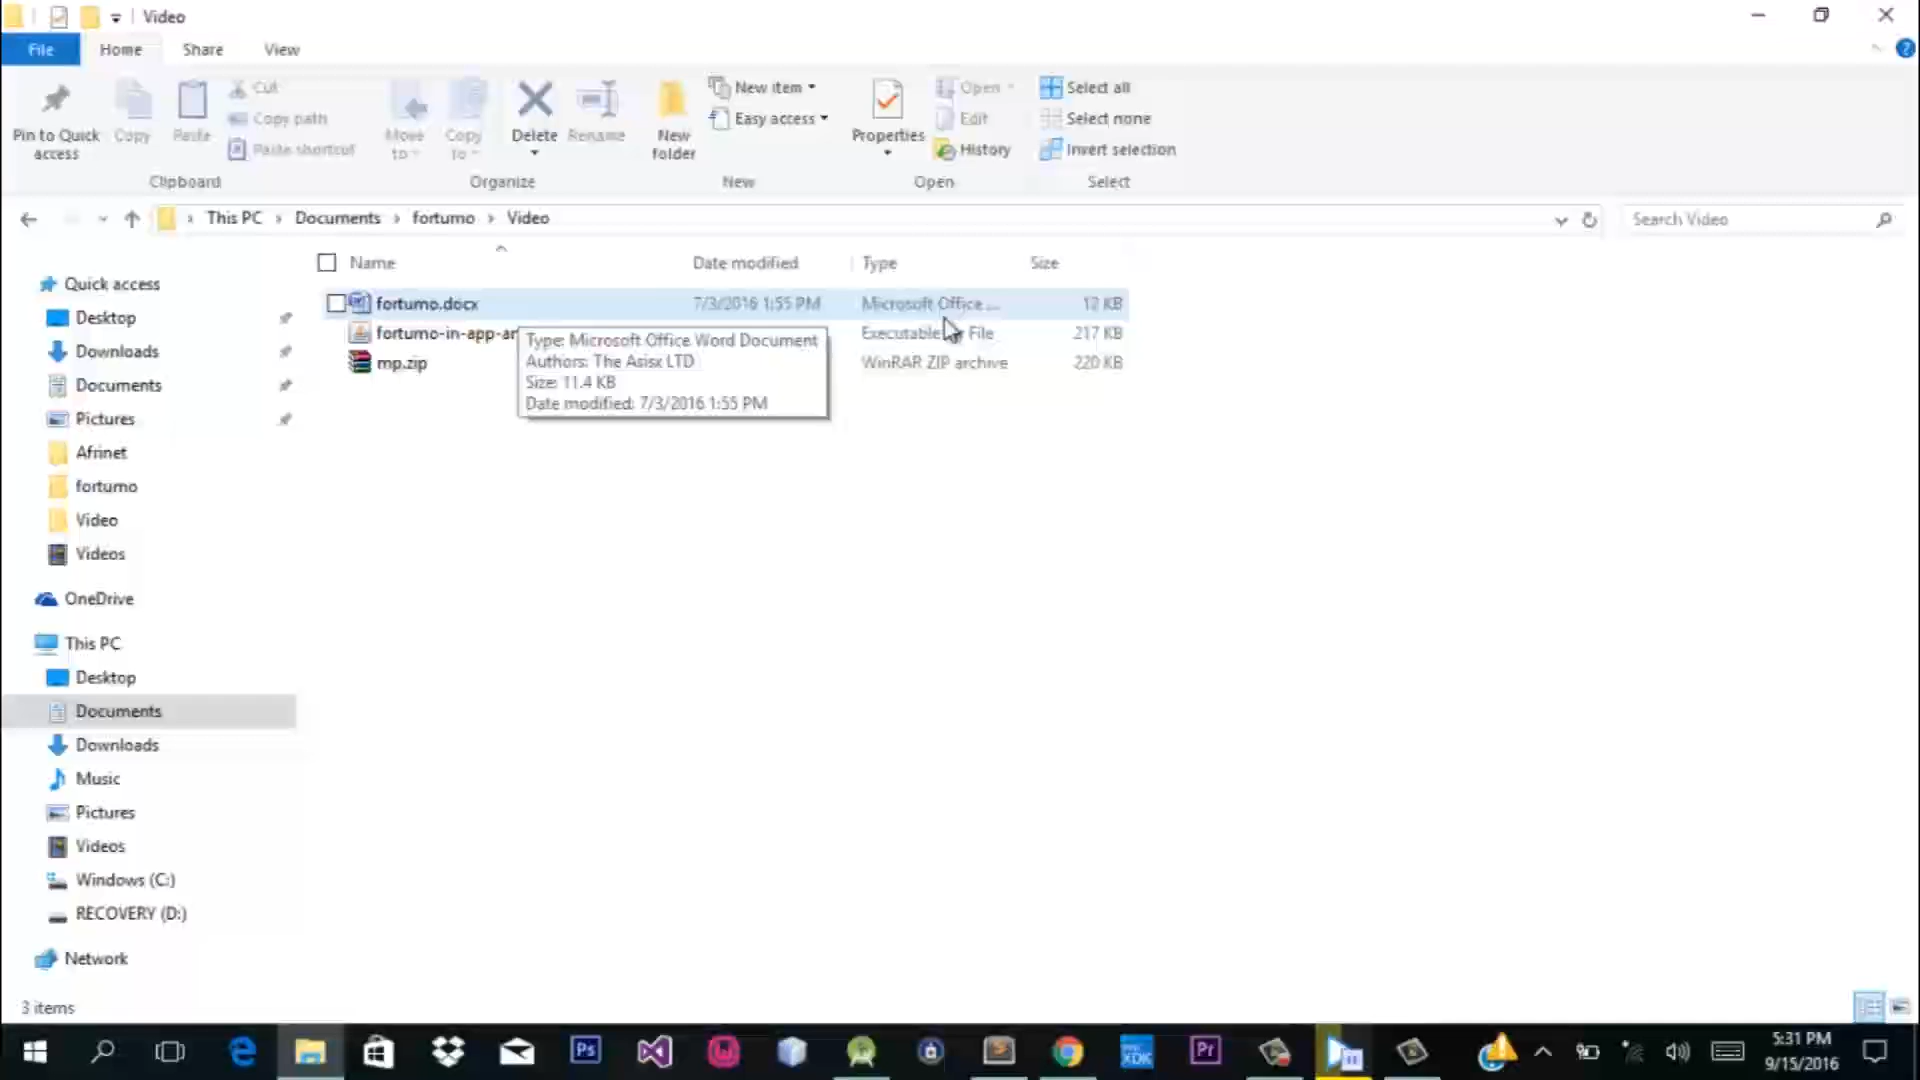 Video
File
Home
Share
View
Pin to Quick access
Copy
Paste
Cut
Copy path
Paste shortcut
Clipboard
Move to
Copy to
Delete
Rename
Organize
New folder
New item
Easy access
New
Properties
Open
Edit
History
Open
Select all
Select none
Invert selection
Select
This PC > Documents > fortumo > Video
Search Video
Name
Date modified
Type
Size
fortumo.docx 7/3/2016 1:55 PM Microsoft Office ... 12 KB
fortumo-in-app-an File 217 KB
mp.zip WinRAR ZIP archive 220 KB
Type: Microsoft Office Word Document
Authors: The Asisx LTD
Size: 11.4 KB
Date modified: 7/3/2016 1:55 PM
Quick access
Desktop
Downloads
Documents
Pictures
Afrinet
fortumo
Video
Videos
OneDrive
This PC
Desktop
Documents
Downloads
Music
Pictures
Videos
Windows (C:)
RECOVERY (D:)
Network
3 items
Ps
XDK
Pr
5:31 PM
9/15/2016